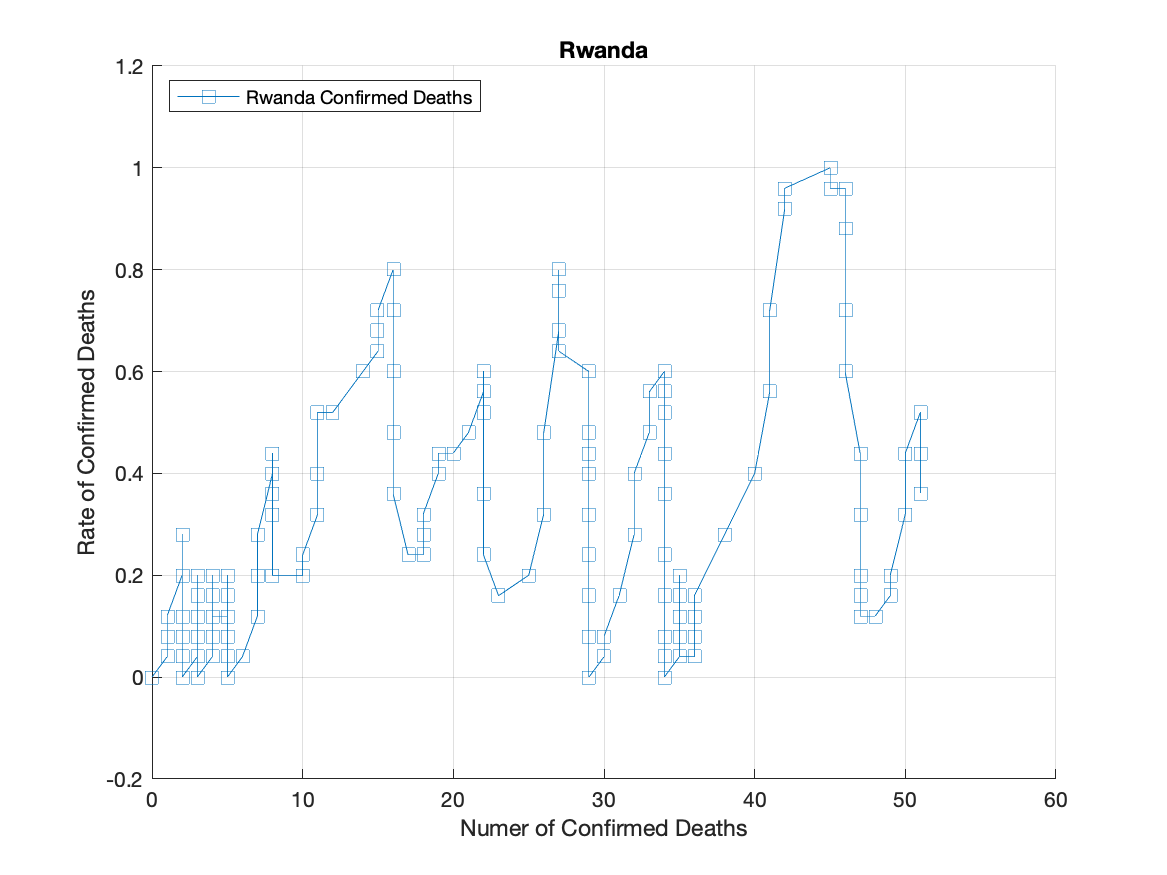 Rwanda
Rwanda Confirmed Deaths
1.2
1
0.8
0.6
0.4
0.2
0
-0.2
Rate of Confirmed Deaths
0 10 20 30 40 50 60
Numer of Confirmed Deaths